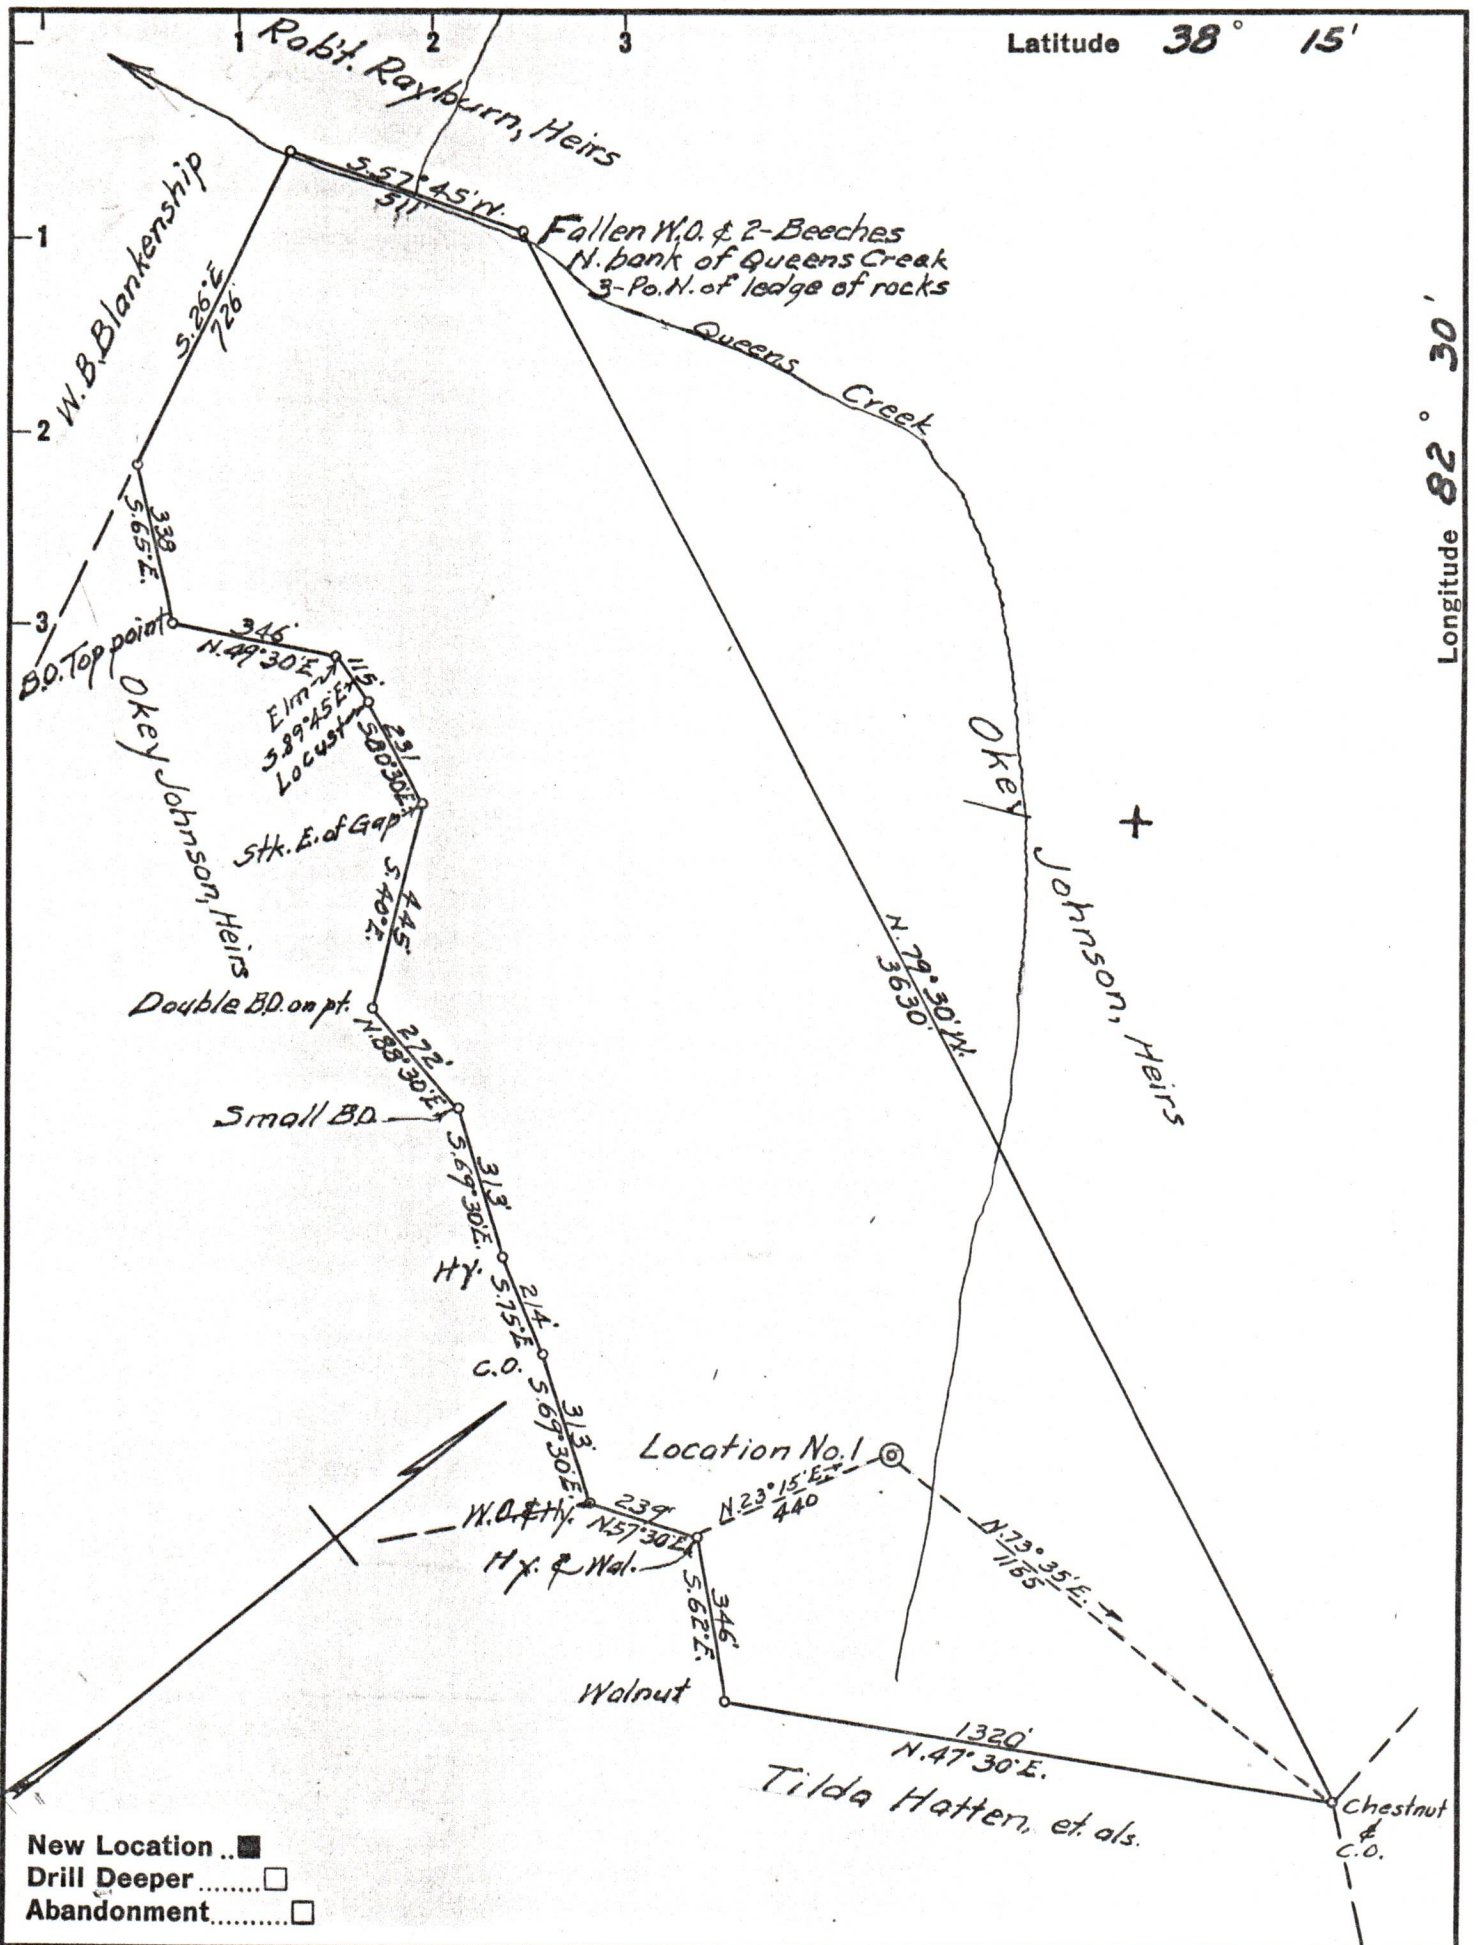 1 2 3
Latitude 38° 15'
Rob't. Rayburn, Heirs
S.57°45'W.
511'
1
Fallen W.O. & 2-Beeches
N. bank of Queens Creek
3-Po. N. of ledge of rocks
W.B. Blankenship
S.26°E
726'
Queens Creek
Longitude 82° 30'
2
338
S.65°E.
3
B.O. Top point
346'
N.49°30'E
115'
Elm
S.89°45'E
Locust
231
S.80°30'E
Okey Johnson, Heirs
Stk. E. of Gap
445'
S.40°E.
Okey Johnson, Heirs
N.79°30'W.
3630'
Double B.O. on pt.
272'
N.88°30'E
Small B.O.
313'
S.69°30'E.
Hy.
214'
S.75°E
C.O.
313'
S.69°30'E.
Location No. 1
W.O. & Hy.
239'
N.57°30'E
N.23°15'E
440
Hy. & Wal.
N.73°35'E.
1165
346'
S.62°E.
Walnut
1320'
N.47°30'E.
Tilda Hatten, et. als.
Chestnut
&
C.O.
New Location .. ■
Drill Deeper ........ □
Abandonment .......... □